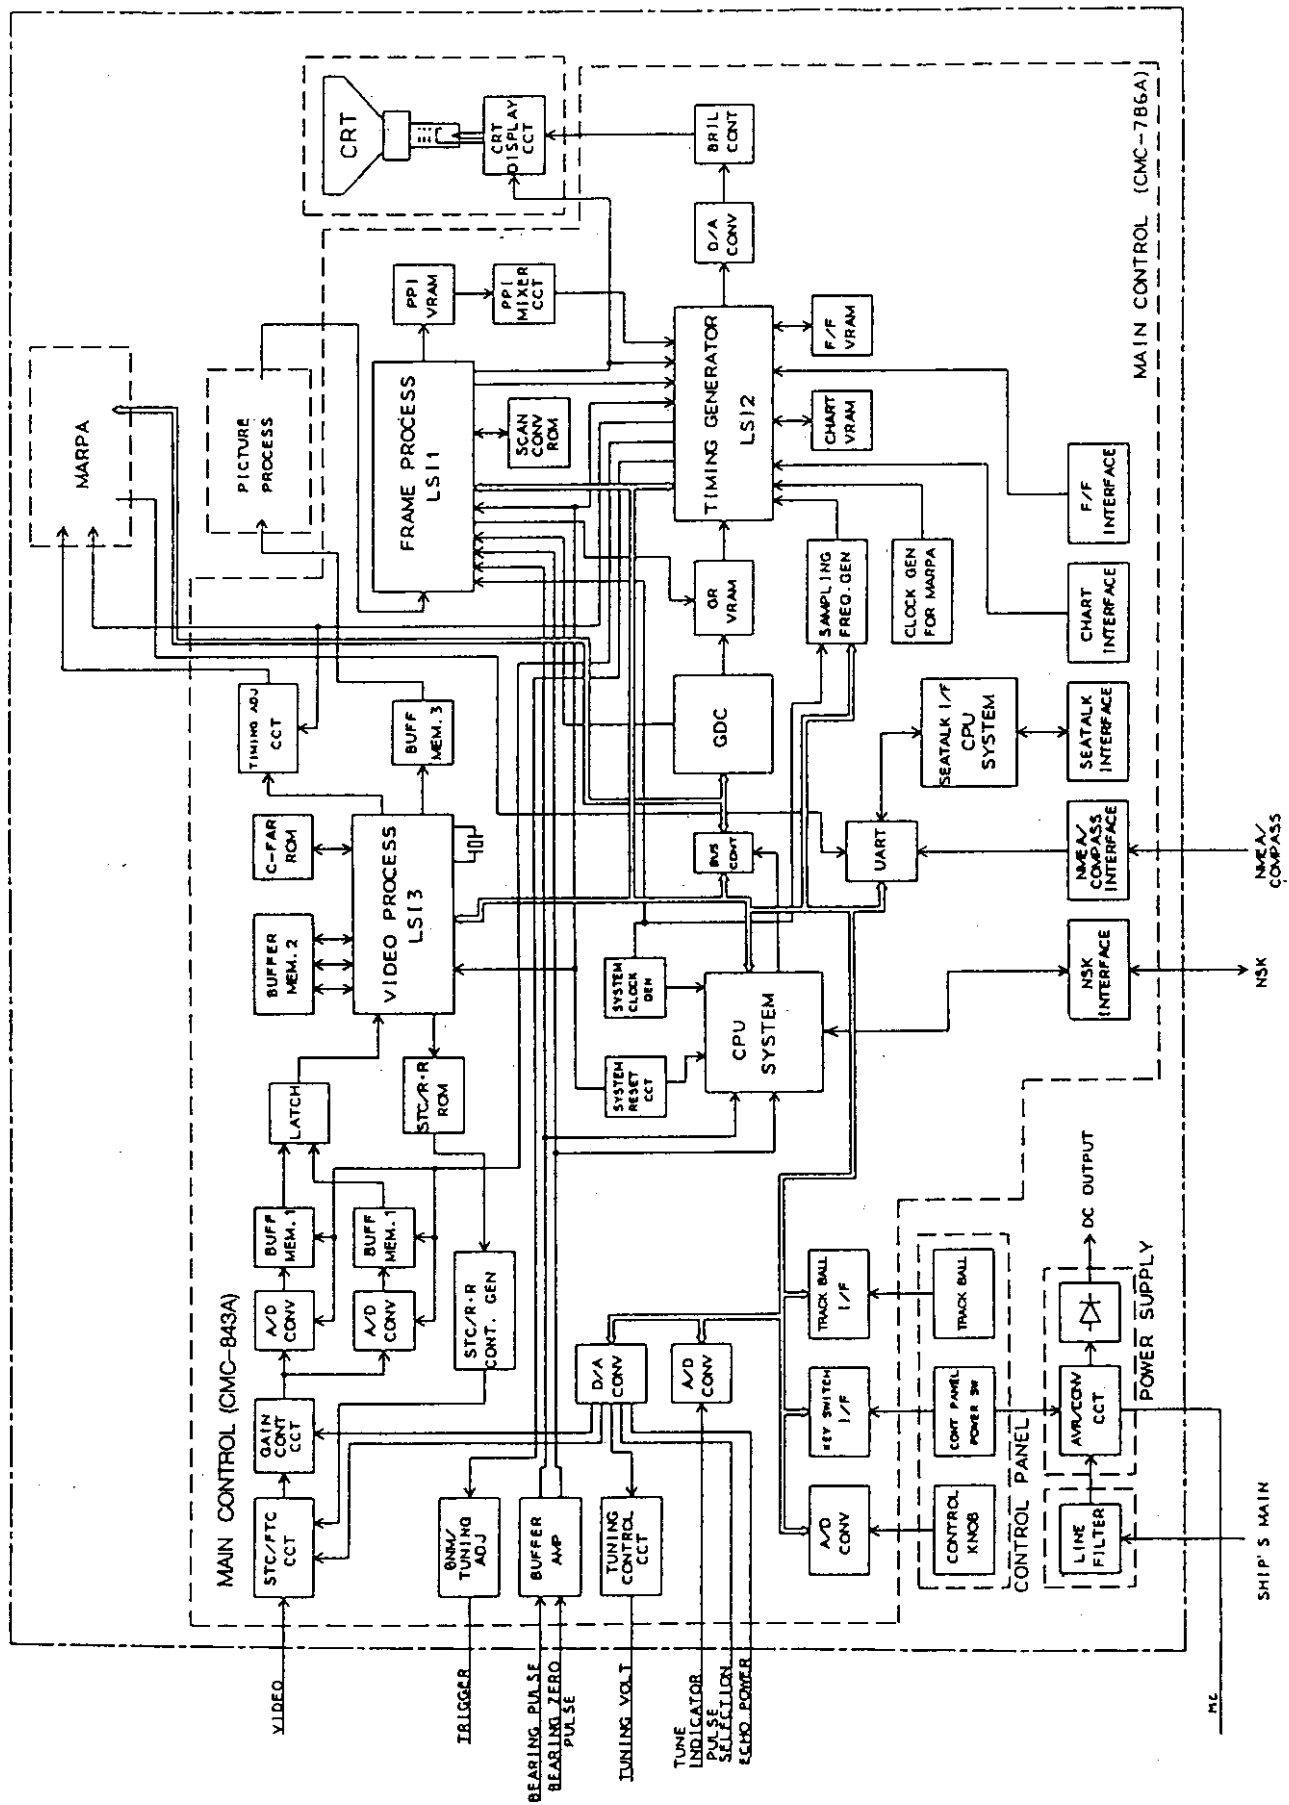 MARPA
CRT
CRT
DISPLAY
CCT
PICTURE
PROCESS
PPI
VRAM
PPI
MIXER
CCT
BRIL
CONT
D/A
CONV
FRAME PROCESS
LSI1
SCAN
CONV
ROM
TIMING GENERATOR
LSI2
F/F
VRAM
CHART
VRAM
MAIN CONTROL (CMC-786A)
TIMING ADJ
CCT
BUFF
MEM.3
GR
VRAM
SAMPLING
FREQ.GEN
CLOCK GEN
FOR MARPA
F/F
INTERFACE
CHART
INTERFACE
C-FAR
ROM
BUFFER
MEM.2
VIDEO PROCESS
LSI3
GDC
BUS
CONT
UART
SEATALK I/F
CPU
SYSTEM
SEATALK
INTERFACE
NMEA/
COMPASS
INTERFACE
NMEA/
COMPASS
NSK
INTERFACE
NSK
LATCH
STC/R·R
ROM
SYSTEM
CLOCK
GEN
SYSTEM
RESET
CCT
CPU
SYSTEM
MAIN CONTROL (CMC-843A)
STC/FTC
CCT
GAIN
CONT
CCT
A/D
CONV
BUFF
MEM.1
A/D
CONV
BUFF
MEM.1
STC/R·R
CONT. GEN
0NM/
TUNING
ADJ
BUFFER
AMP
TUNING
CONTROL
CCT
D/A
CONV
A/D
CONV
A/D
CONV
KEY SWITCH
I/F
TRACK BALL
I/F
CONTROL
KNOB
CONT PANEL
POWER SW
TRACK BALL
CONTROL PANEL
LINE
FILTER
AVR/CONV
CCT
POWER SUPPLY
DC OUTPUT
VIDEO
TRIGGER
BEARING PULSE
BEARING ZERO
PULSE
TUNING VOLT
TUNE
INDICATOR
PULSE
SELECTION
ECHO POWER
SHIP'S MAIN
MC